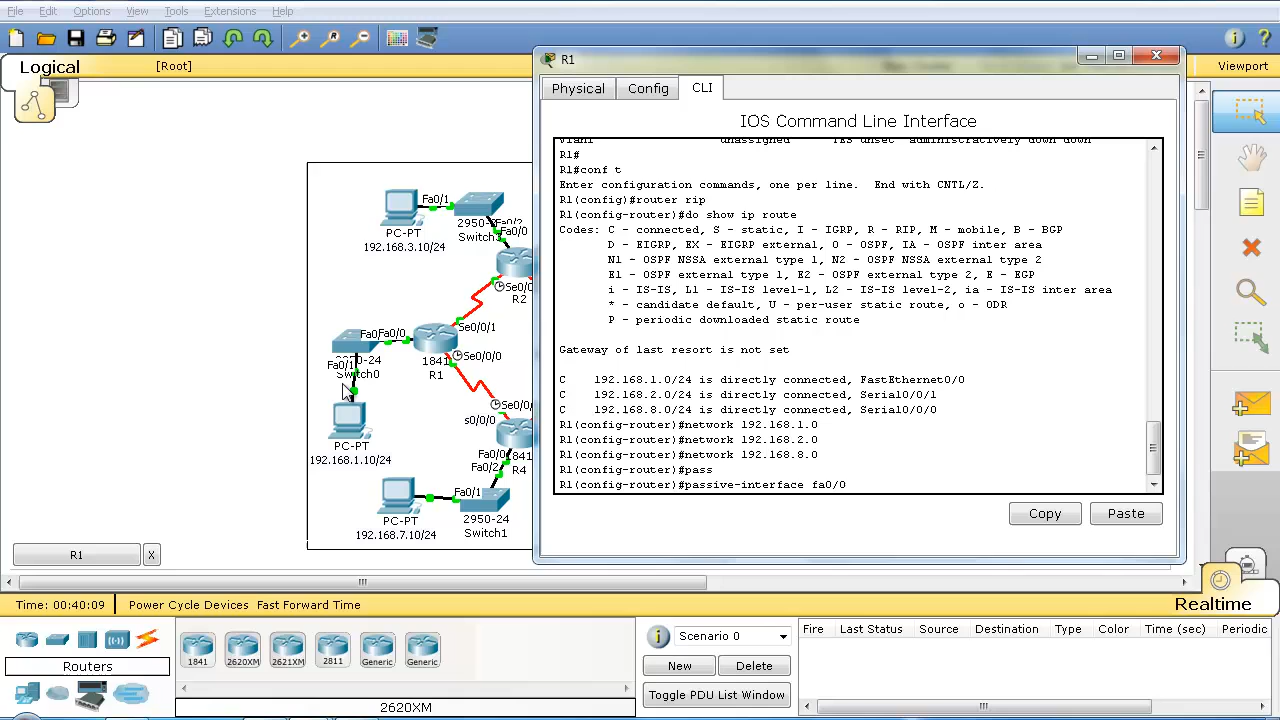 File Edit Options View Tools Extensions Help
Logical
[Root]
Viewport
R1
Physical Config CLI
IOS Command Line Interface
R1#
R1#conf t
Enter configuration commands, one per line. End with CNTL/Z.
R1(config)#router rip
R1(config-router)#do show ip route
Codes: C - connected, S - static, I - IGRP, R - RIP, M - mobile, B - BGP
D - EIGRP, EX - EIGRP external, O - OSPF, IA - OSPF inter area
N1 - OSPF NSSA external type 1, N2 - OSPF NSSA external type 2
E1 - OSPF external type 1, E2 - OSPF external type 2, E - EGP
i - IS-IS, L1 - IS-IS level-1, L2 - IS-IS level-2, ia - IS-IS inter area
* - candidate default, U - per-user static route, o - ODR
P - periodic downloaded static route
Gateway of last resort is not set
C 192.168.1.0/24 is directly connected, FastEthernet0/0
C 192.168.2.0/24 is directly connected, Serial0/0/1
C 192.168.8.0/24 is directly connected, Serial0/0/0
R1(config-router)#network 192.168.1.0
R1(config-router)#network 192.168.2.0
R1(config-router)#network 192.168.8.0
R1(config-router)#pass
R1(config-router)#passive-interface fa0/0
Copy Paste
Fa0/1
PC-PT
192.168.3.10/24
Fa0/0
Se0/0
R2
Se0/0/1
Fa0/0
1841
R1
Se0/0/0
Fa0/1
Switch0
PC-PT
192.168.1.10/24
Se0/0
s0/0/0
R4
Fa0/2
Fa0/1
PC-PT
192.168.7.10/24
2950-24
Switch1
R1 X
Time: 00:40:09 Power Cycle Devices Fast Forward Time
Realtime
Routers
1841 2620XM 2621XM 2811 Generic Generic
2620XM
Scenario 0
New Delete
Toggle PDU List Window
Fire Last Status Source Destination Type Color Time (sec) Periodic